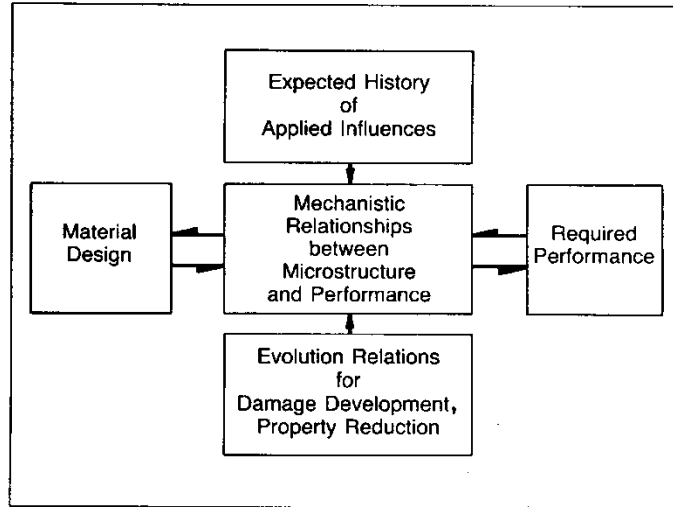 Expected History
of
Applied Influences
Material
Design
Mechanistic
Relationships
between
Microstructure
and Performance
Required
Performance
Evolution Relations
for
Damage Development,
Property Reduction